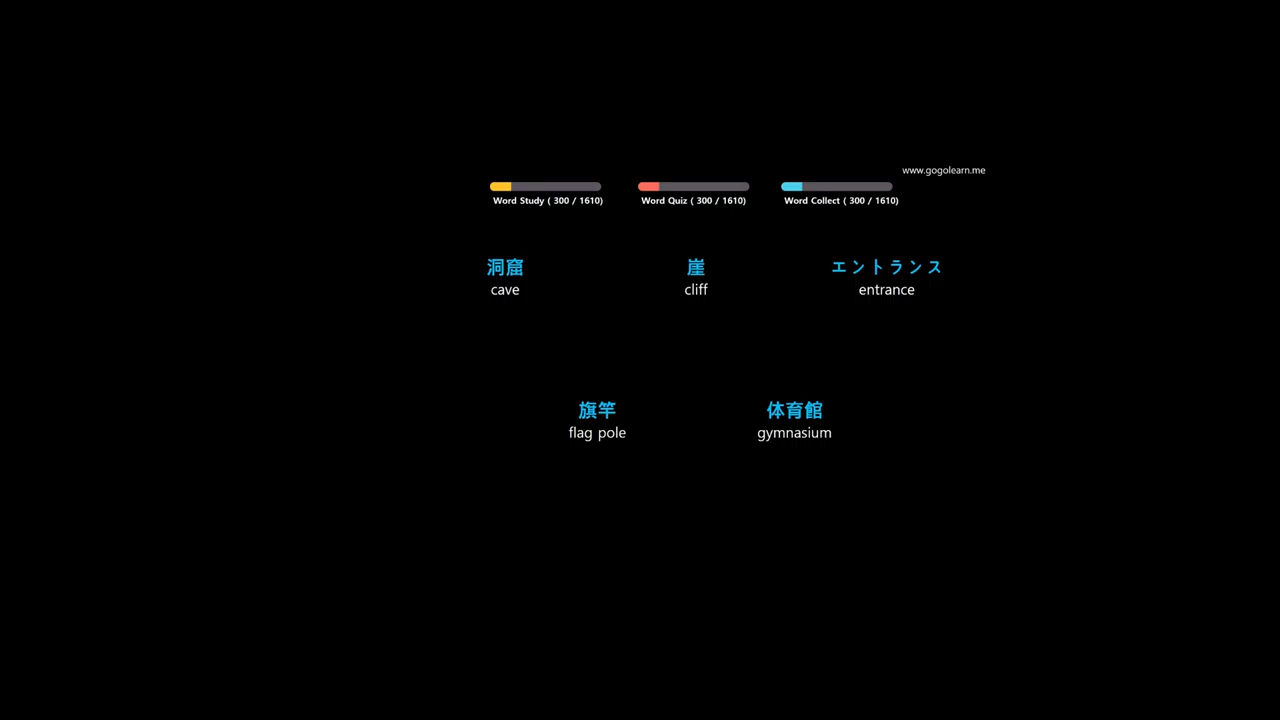 www.gogolearn.me
Word Study ( 300 / 1610)
Word Quiz ( 300 / 1610)
Word Collect ( 300 / 1610)
洞窟
cave
崖
cliff
エントランス
entrance
旗竿
flag pole
体育館
gymnasium